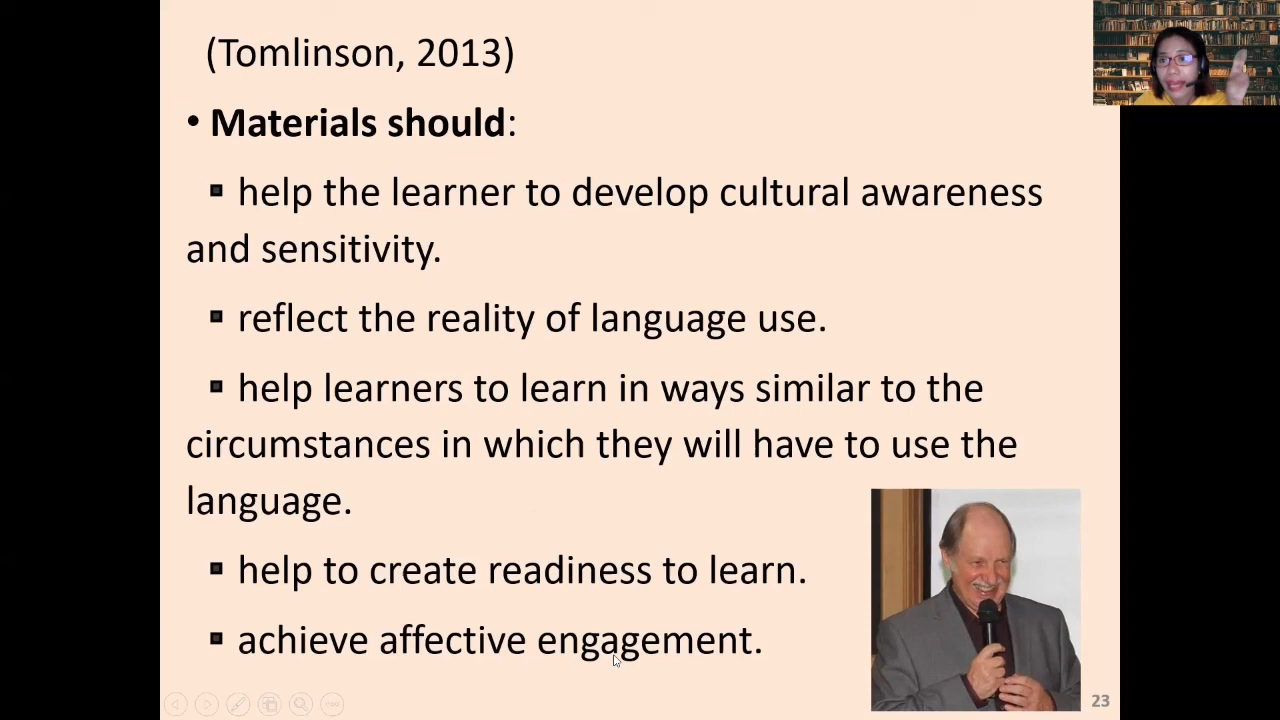 (Tomlinson, 2013)
• Materials should:
▪ help the learner to develop cultural awareness
and sensitivity.
▪ reflect the reality of language use.
▪ help learners to learn in ways similar to the
circumstances in which they will have to use the
language.
▪ help to create readiness to learn.
▪ achieve affective engagement.
23